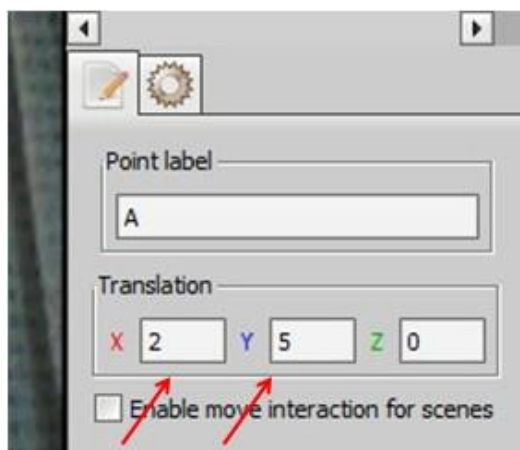 Point label
A
Translation
X 2 Y 5 Z 0
Enable move interaction for scenes